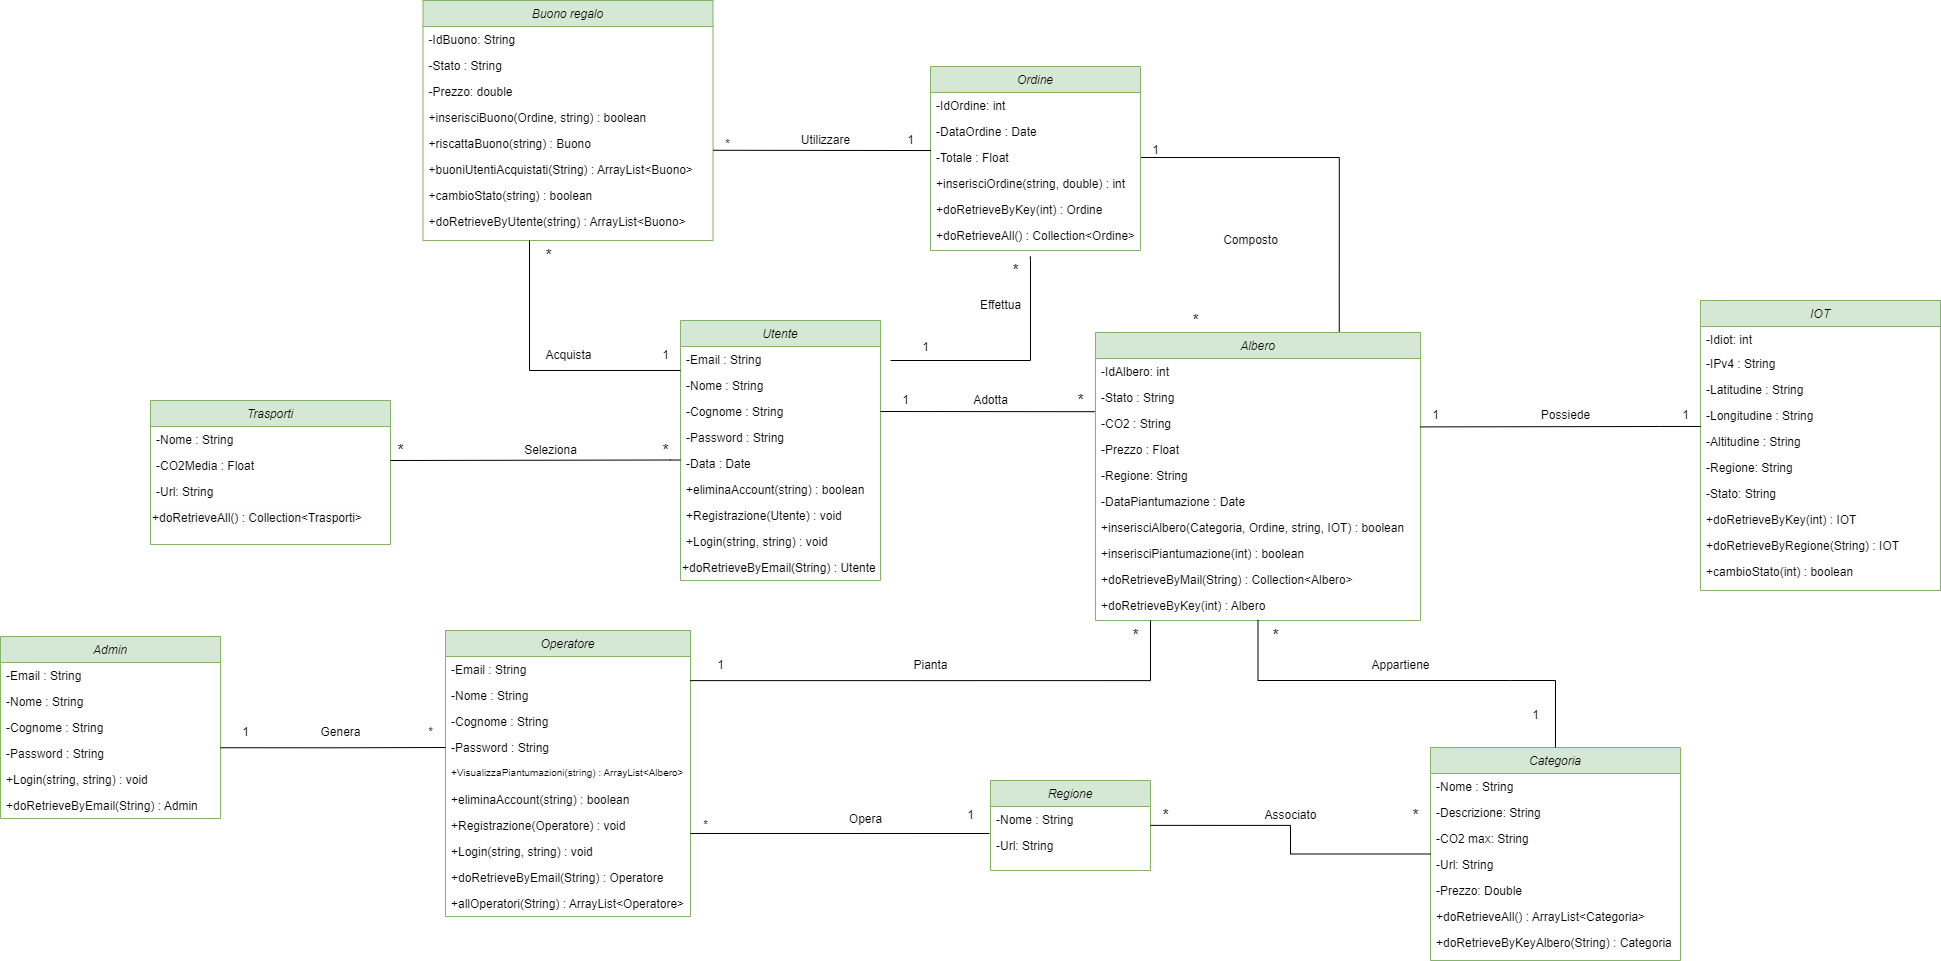 Buono regalo
-IdBuono: String
-Stato : String
-Prezzo: double
+inserisciBuono(Ordine, string) : boolean
+riscattaBuono(string) : Buono
+buoniUtentiAcquistati(String) : ArrayList<Buono>
+cambioStato(string) : boolean
+doRetrieveByUtente(string) : ArrayList<Buono>
*
Utilizzare
1
Ordine
-IdOrdine: int
-DataOrdine : Date
-Totale : Float
+inserisciOrdine(string, double) : int
+doRetrieveByKey(int) : Ordine
+doRetrieveAll() : Collection<Ordine>
1
Composto
*
*
Acquista
1
*
Effettua
1
Utente
-Email : String
-Nome : String
-Cognome : String
-Password : String
-Data : Date
+eliminaAccount(string) : boolean
+Registrazione(Utente) : void
+Login(string, string) : void
+doRetrieveByEmail(String) : Utente
1
Adotta
*
Albero
-IdAlbero: int
-Stato : String
-CO2 : String
-Prezzo : Float
-Regione: String
-DataPiantumazione : Date
+inserisciAlbero(Categoria, Ordine, string, IOT) : boolean
+inserisciPiantumazione(int) : boolean
+doRetrieveByMail(String) : Collection<Albero>
+doRetrieveByKey(int) : Albero
1
Possiede
1
IOT
-Idiot: int
-IPv4 : String
-Latitudine : String
-Longitudine : String
-Altitudine : String
-Regione: String
-Stato: String
+doRetrieveByKey(int) : IOT
+doRetrieveByRegione(String) : IOT
+cambioStato(int) : boolean
Trasporti
-Nome : String
-CO2Media : Float
-Url: String
+doRetrieveAll() : Collection<Trasporti>
*
Seleziona
*
Admin
-Email : String
-Nome : String
-Cognome : String
-Password : String
+Login(string, string) : void
+doRetrieveByEmail(String) : Admin
1
Genera
*
Operatore
-Email : String
-Nome : String
-Cognome : String
-Password : String
+VisualizzaPiantumazioni(string) : ArrayList<Albero>
+eliminaAccount(string) : boolean
+Registrazione(Operatore) : void
+Login(string, string) : void
+doRetrieveByEmail(String) : Operatore
+allOperatori(String) : ArrayList<Operatore>
1
Pianta
*
*
Appartiene
1
*
Opera
1
Regione
-Nome : String
-Url: String
*
Associato
*
Categoria
-Nome : String
-Descrizione: String
-CO2 max: String
-Url: String
-Prezzo: Double
+doRetrieveAll() : ArrayList<Categoria>
+doRetrieveByKeyAlbero(String) : Categoria